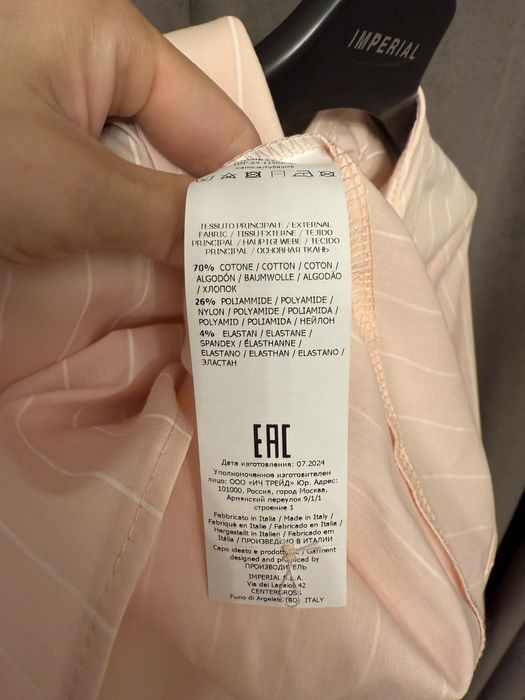 IMPERIAL
TESSUTO PRINCIPALE / EXTERNAL
FABRIC / TISSU EXTERNE / TEJIDO
PRINCIPAL / HAUPTGEWEBE / TECIDO
PRINCIPAL / ОСНОВНАЯ ТКАНЬ
70% COTONE / COTTON / COTON /
ALGODÓN / BAUMWOLLE / ALGODÃO
/ ХЛОПОК
26% POLIAMMIDE / POLYAMIDE /
NYLON / POLYAMIDE / POLIAMIDA /
POLYAMID / POLIAMIDA / НЕЙЛОН
4% ELASTAN / ELASTANE /
SPANDEX / ÉLASTHANNE /
ELASTANO / ELASTHAN / ELASTANO /
ЭЛАСТАН
EAC
Дата изготовления: 07.2024
Уполномоченное изготовителем
лицо: ООО «ИЧ ТРЕЙД» Юр. Адрес:
101000, Россия, город Москва,
Армянский переулок 9/1/1
строение 1
Fabbricato in Italia / Made in Italy /
Fabriqué en Italie / Fabricado en Italia /
Hergestellt in Italien / Fabricado em
Itália / ПРОИЗВЕДЕНО В ИТАЛИИ
Capo ideato e prodotto / Garment
designed and produced by
ПРОИЗВОДИТЕЛЬ
IMPERIAL S.p.A.
Via dei Lanaioli 42
CENTERGROSS
Funo di Argelato (BO) ITALY